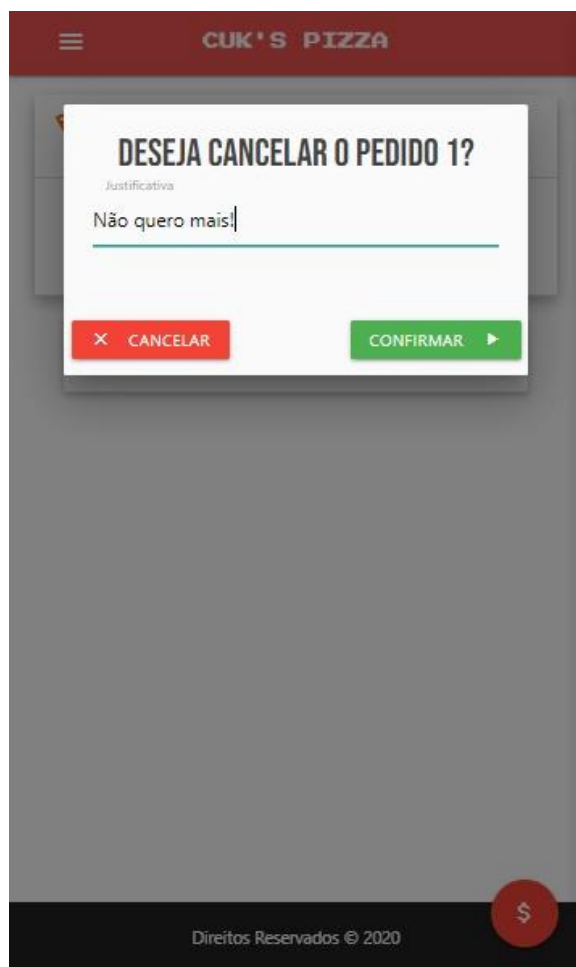 CUK'S PIZZA
DESEJA CANCELAR O PEDIDO 1?
Justificativa
Não quero mais!
CANCELAR
CONFIRMAR
$
Direitos Reservados © 2020